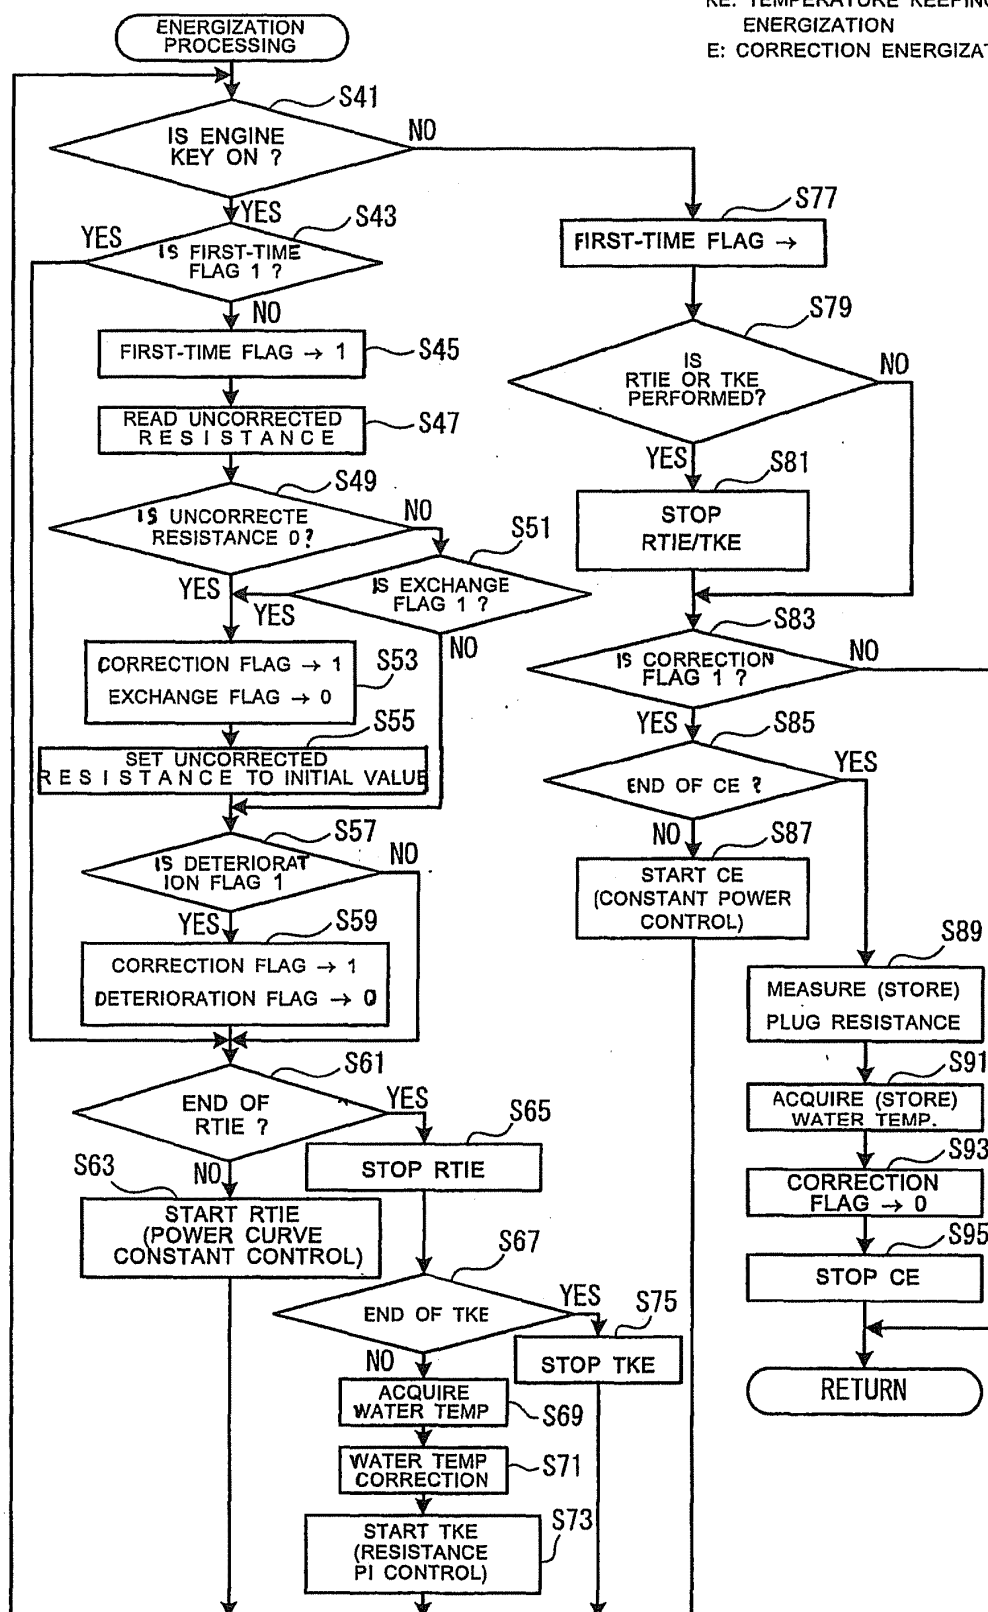 KE: TEMPERATURE KEEPING
ENERGIZATION
E: CORRECTION ENERGIZAT
ENERGIZATION
PROCESSING
S41
IS ENGINE
KEY ON ?
NO
YES
S43
YES
IS FIRST-TIME
FLAG 1 ?
NO
FIRST-TIME FLAG → 1
S45
READ UNCORRECTED
RESISTANCE
S47
S49
IS UNCORRECTE
RESISTANCE 0?
NO
YES
S51
IS EXCHANGE
FLAG 1 ?
YES
NO
CORRECTION FLAG → 1
EXCHANGE FLAG → 0
S53
S55
SET UNCORRECTED
RESISTANCE TO INITIAL VALUE
S57
IS DETERIORAT
ION FLAG 1
NO
YES
S59
CORRECTION FLAG → 1
DETERIORATION FLAG → 0
S61
END OF
RTIE ?
YES
NO
S63
START RTIE
(POWER CURVE
CONSTANT CONTROL)
S65
STOP RTIE
S67
END OF TKE
YES
NO
S75
STOP TKE
ACQUIRE
WATER TEMP
S69
WATER TEMP
CORRECTION
S71
S73
START TKE
(RESISTANCE
PI CONTROL)
S77
FIRST-TIME FLAG →
S79
IS
RTIE OR TKE
PERFORMED?
NO
YES
S81
STOP
RTIE/TKE
S83
IS CORRECTION
FLAG 1 ?
NO
YES
S85
END OF CE ?
YES
NO
S87
START CE
(CONSTANT POWER
CONTROL)
S89
MEASURE (STORE)
PLUG RESISTANCE
S91
ACQUIRE (STORE)
WATER TEMP.
S93
CORRECTION
FLAG → 0
S95
STOP CE
RETURN